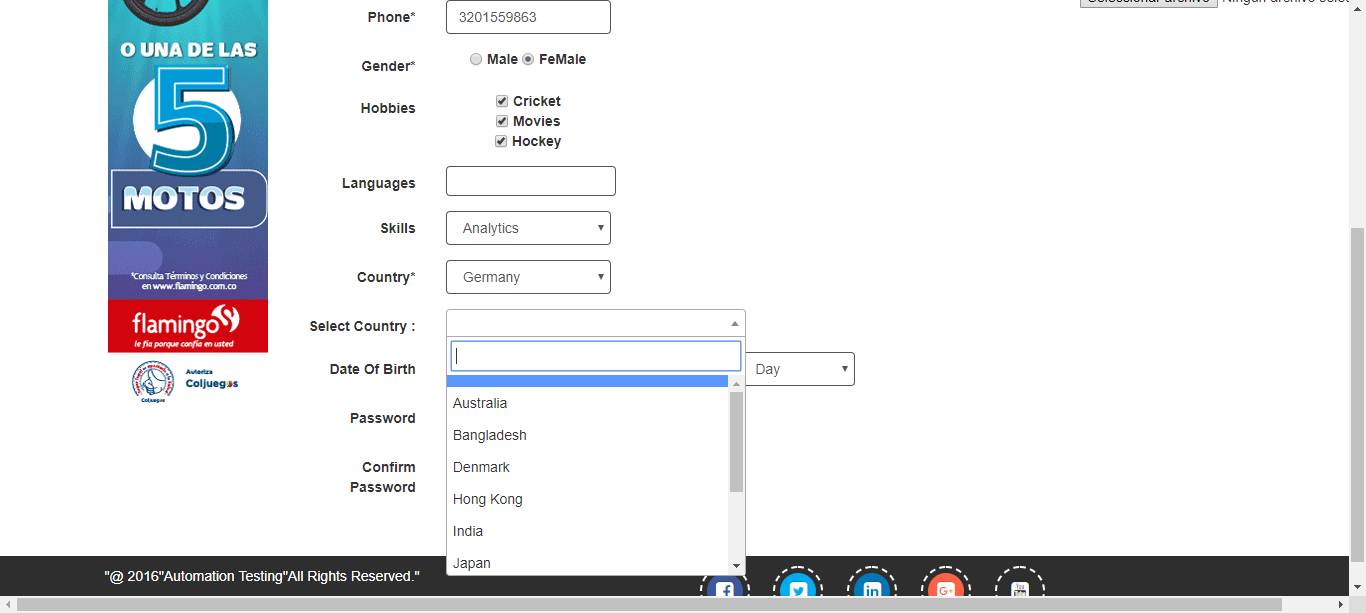 O UNA DE LAS
5
MOTOS
*Consulta Términos y Condiciones
en www.flamingo.com.co
flamingo
le fía porque confía en usted
Autoriza
Coljuegos
Coljuegos
Phone*
3201559863
Gender*
Male FeMale
Hobbies
Cricket
Movies
Hockey
Languages
Skills
Analytics
Country*
Germany
Select Country :
Date Of Birth
Day
Australia
Bangladesh
Denmark
Hong Kong
India
Japan
Password
Confirm
Password
"@ 2016"Automation Testing"All Rights Reserved."
f
in
G+
You